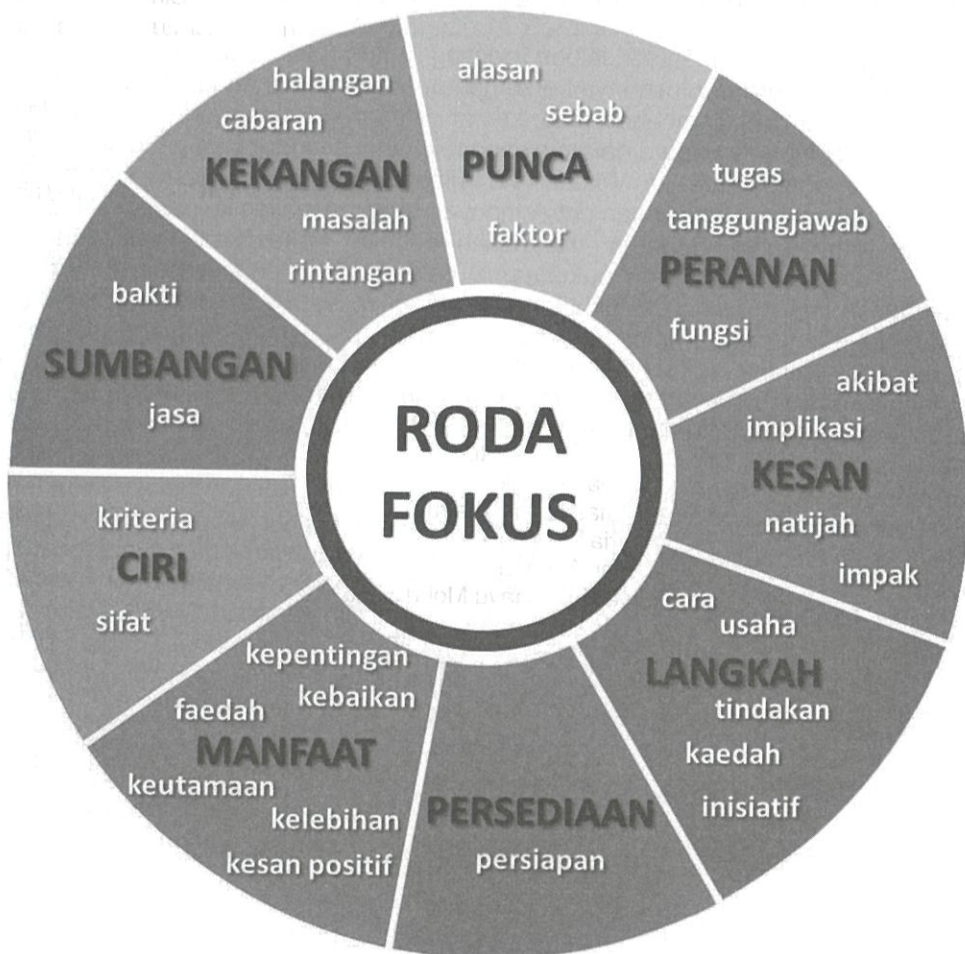 RODA
FOKUS
alasan
sebab
PUNCA
faktor
tugas
tanggungjawab
PERANAN
fungsi
akibat
implikasi
KESAN
natijah
impak
cara
usaha
LANGKAH
tindakan
kaedah
inisiatif
PERSEDIAAN
persiapan
kepentingan
kebaikan
faedah
MANFAAT
keutamaan
kelebihan
kesan positif
kriteria
CIRI
sifat
bakti
SUMBANGAN
jasa
halangan
cabaran
KEKANGAN
masalah
rintangan